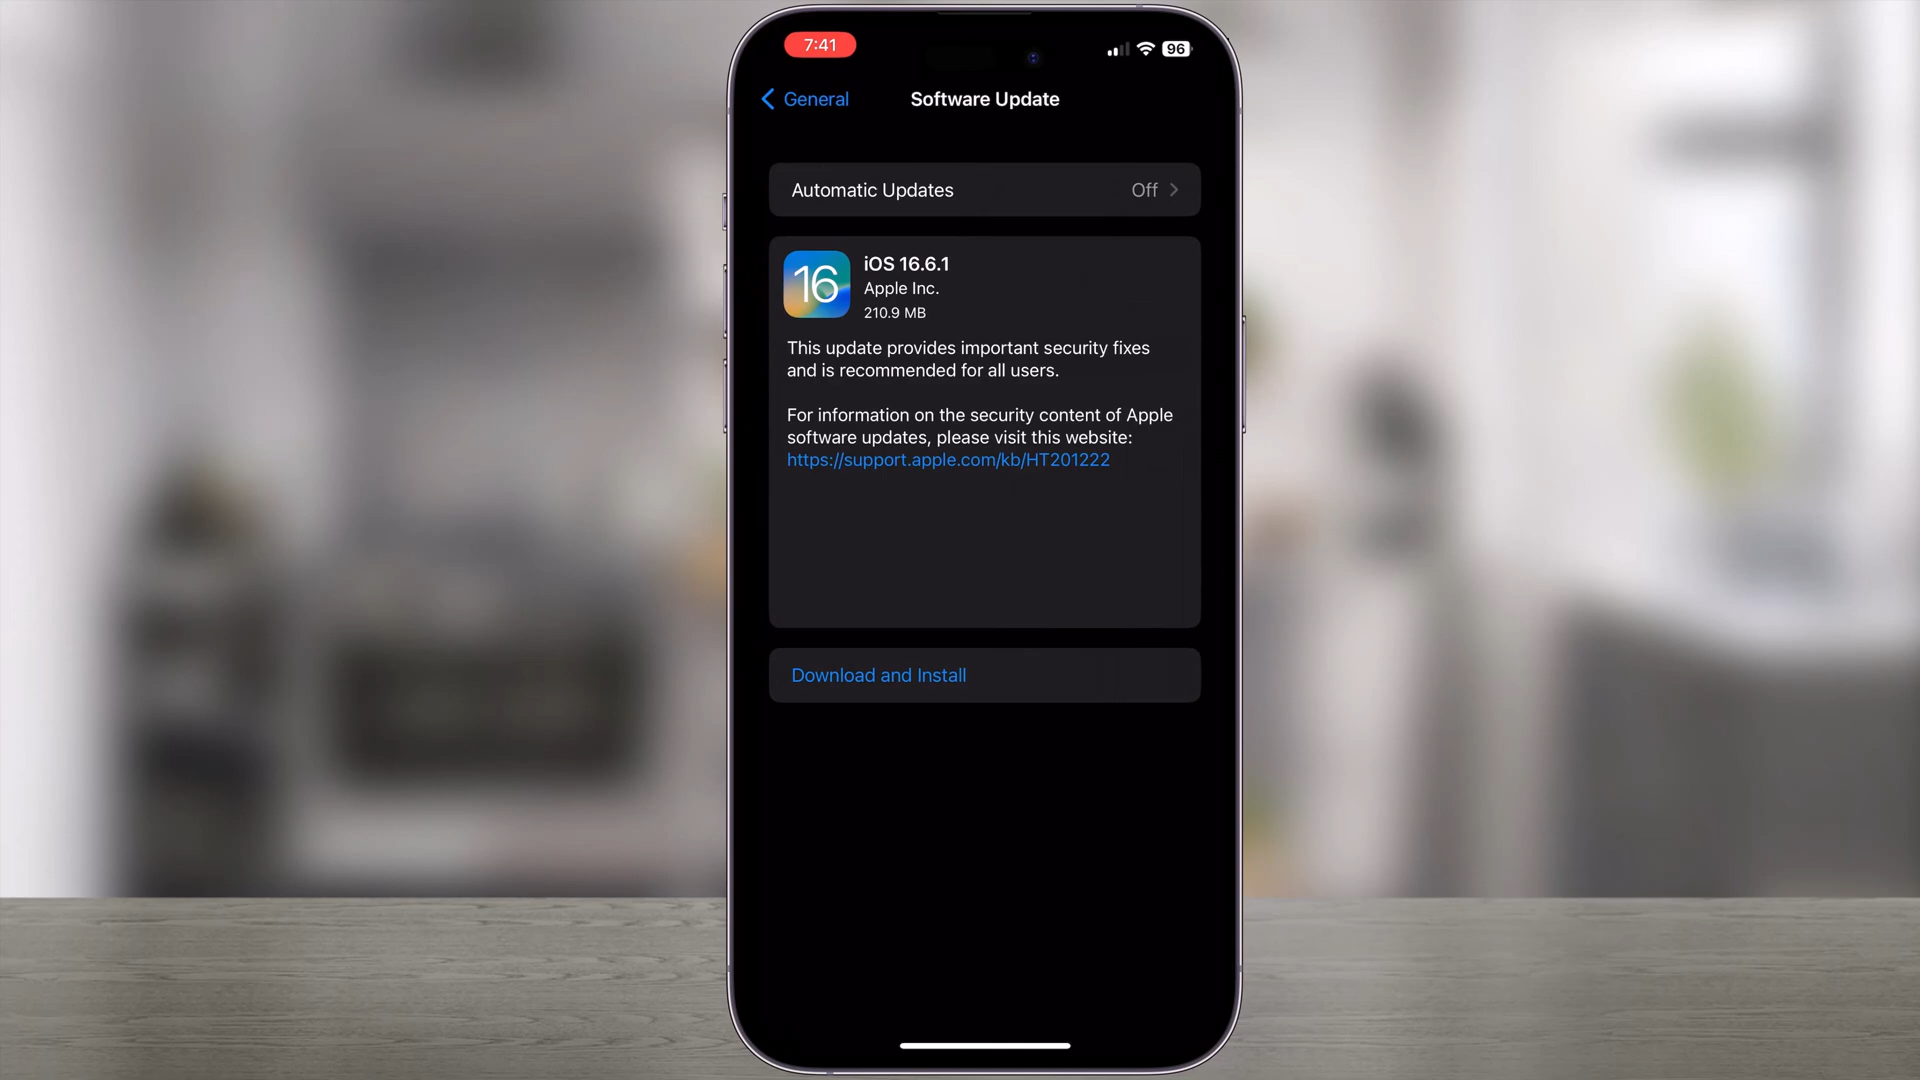 7:41
96
General
Software Update
Automatic Updates
Off
16
iOS 16.6.1
Apple Inc.
210.9 MB
This update provides important security fixes
and is recommended for all users.
For information on the security content of Apple
software updates, please visit this website:
https://support.apple.com/kb/HT201222
Download and Install